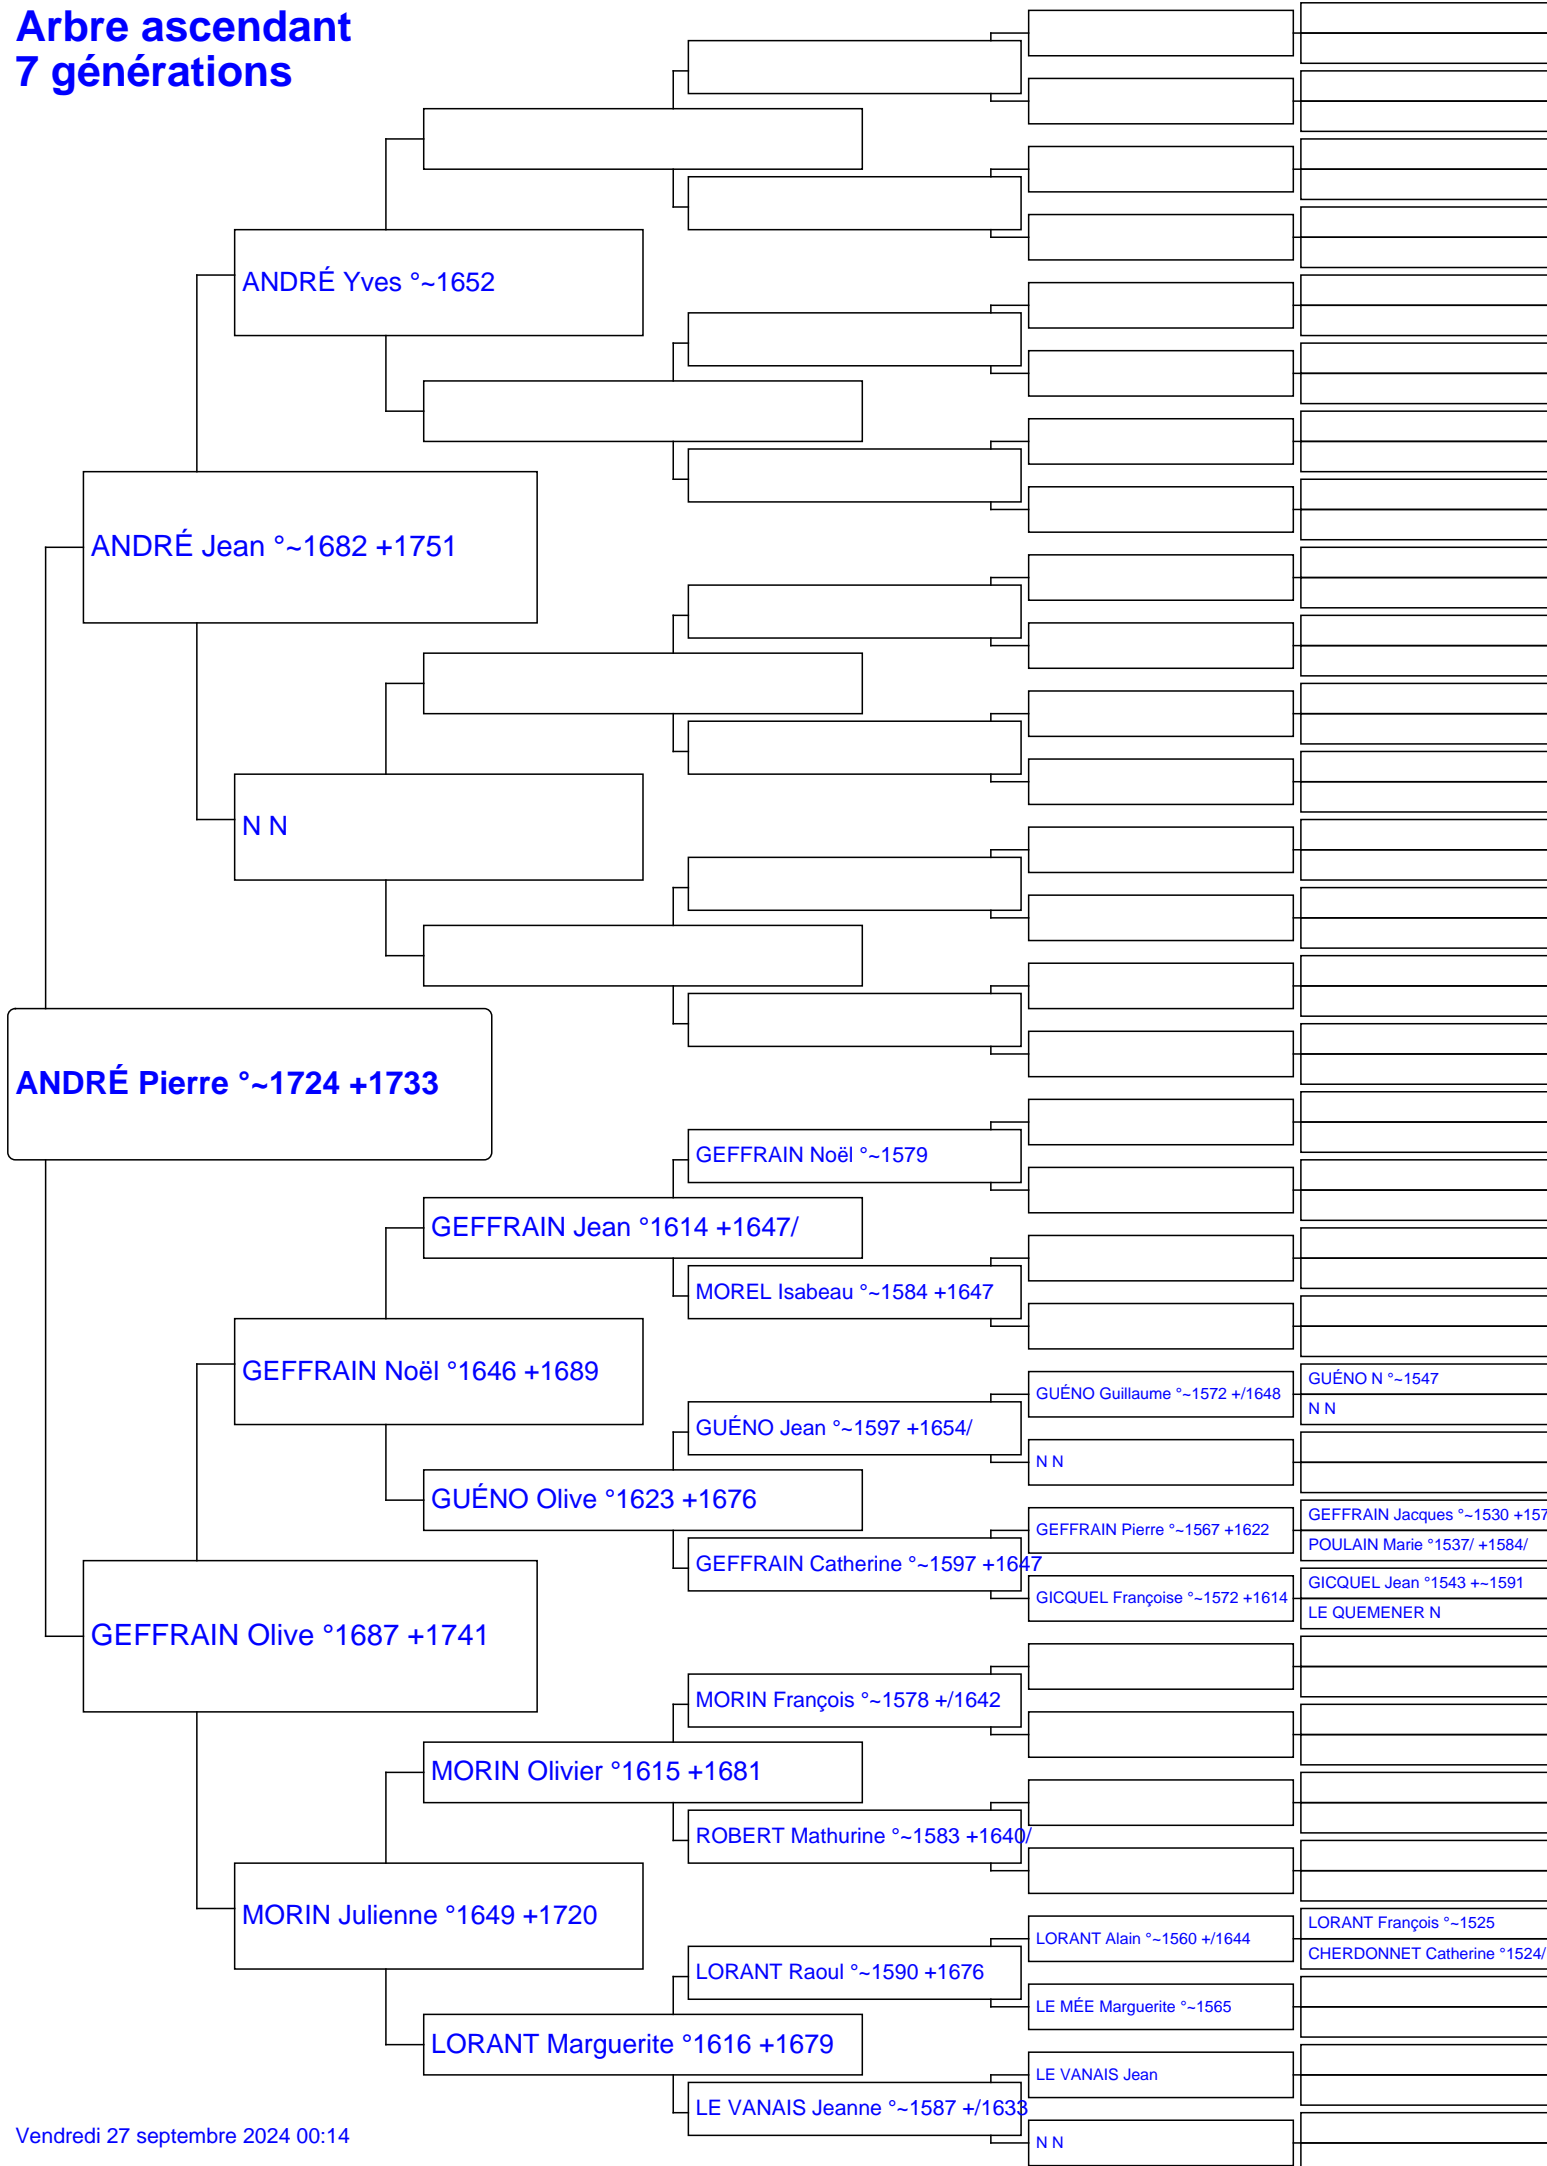 Arbre ascendant
7 générations
ANDRÉ Yves °~1652
ANDRÉ Jean °~1682 +1751
N N
ANDRÉ Pierre °~1724 +1733
GEFFRAIN Noël °~1579
GEFFRAIN Jean °1614 +1647/
MOREL Isabeau °~1584 +1647
GEFFRAIN Noël °1646 +1689
GUÉNO N °~1547
GUÉNO Guillaume °~1572 +/1648
N N
GUÉNO Jean °~1597 +1654/
N N
GUÉNO Olive °1623 +1676
GEFFRAIN Jacques °~1530 +157
GEFFRAIN Pierre °~1567 +1622
POULAIN Marie °1537/ +1584/
GEFFRAIN Catherine °~1597 +1647
GICQUEL Jean °1543 +~1591
GICQUEL Françoise °~1572 +1614
LE QUEMENER N
GEFFRAIN Olive °1687 +1741
MORIN François °~1578 +/1642
MORIN Olivier °1615 +1681
ROBERT Mathurine °~1583 +1640/
MORIN Julienne °1649 +1720
LORANT François °~1525
LORANT Alain °~1560 +/1644
CHERDONNET Catherine °1524/
LORANT Raoul °~1590 +1676
LE MÉE Marguerite °~1565
LORANT Marguerite °1616 +1679
LE VANAIS Jean
LE VANAIS Jeanne °~1587 +/1633
N N
Vendredi 27 septembre 2024 00:14